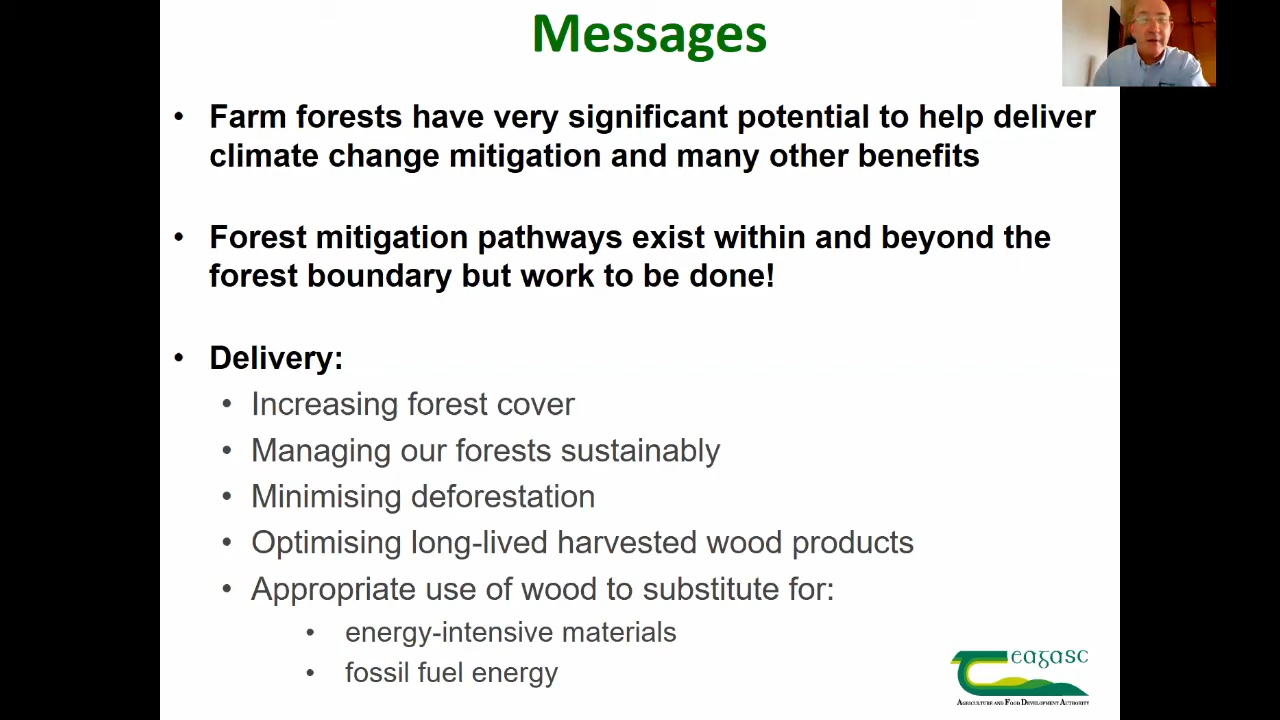 Messages
• Farm forests have very significant potential to help deliver
climate change mitigation and many other benefits
• Forest mitigation pathways exist within and beyond the
forest boundary but work to be done!
• Delivery:
• Increasing forest cover
• Managing our forests sustainably
• Minimising deforestation
• Optimising long-lived harvested wood products
• Appropriate use of wood to substitute for:
• energy-intensive materials
• fossil fuel energy
eagasc
Agriculture and Food Development Authority